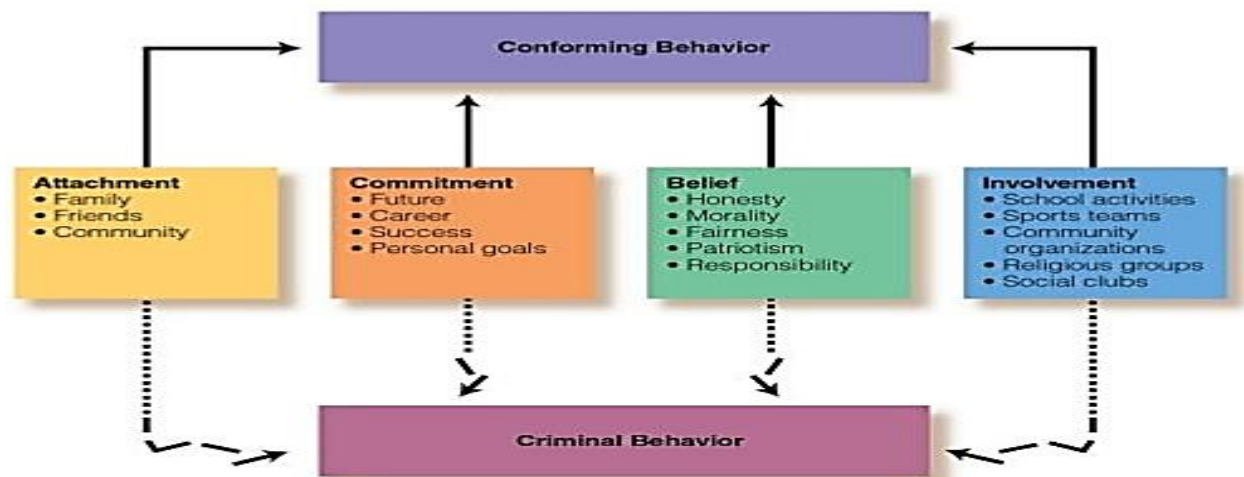 Conforming Behavior
Attachment
• Family
• Friends
• Community
Commitment
• Future
• Career
• Success
• Personal goals
Belief
• Honesty
• Morality
• Fairness
• Patriotism
• Responsibility
Involvement
• School activities
• Sports teams
• Community
organizations
• Religious groups
• Social clubs
Criminal Behavior